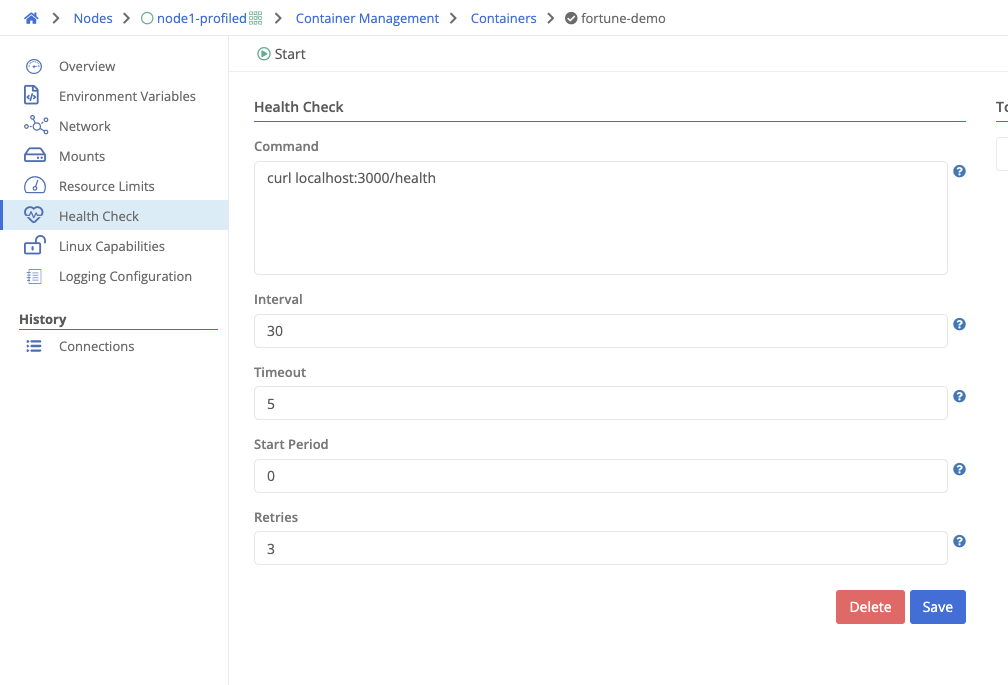 Nodes node1-profiled Container Management Containers fortune-demo
Start
Overview
Environment Variables
Network
Mounts
Resource Limits
Health Check
Linux Capabilities
Logging Configuration
History
Connections
Health Check
Command
curl localhost:3000/health
Interval
30
Timeout
5
Start Period
0
Retries
3
Delete Save